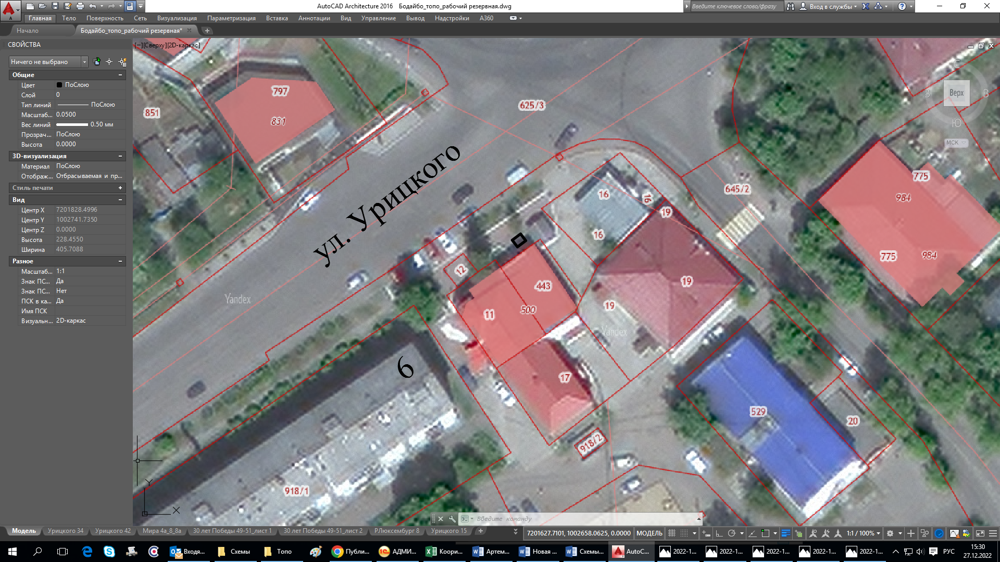 AutoCAD Architecture 2016 Бодайбо_топо_рабочий резервная.dwg
Введите ключевое слово/фразу
Вход в службы
Главная Тело Поверхность Сеть Визуализация Параметризация Вставка Аннотации Вид Управление Вывод Надстройки A360
Начало
Бодайбо_топо_рабочий резервная*
СВОЙСТВА
Ничего не выбрано
Общие
Цвет ПоСлою
Слой 0
Тип линий ПоСлою
Масштаб... 0.0500
Вес линий 0.50 мм
Прозрач... ПоСлою
Высота 0.0000
3D-визуализация
Материал ПоСлою
Отображ... Отбрасываемая и пр...
Стиль печати
Вид
Центр X 7201828.4996
Центр Y 1002741.7350
Центр Z 0.0000
Высота 228.4550
Ширина 405.7088
Разное
Масштаб... 1:1
Знак ПС... Да
Знак ПС... Нет
ПСК в ка... Да
Имя ПСК
Визуальн... 2D-каркас
[−][Сверху][2D-каркас]
797
831
851
625/3
С
З
Верх
В
Ю
МСК
ул. Урицкого
645/2
775
984
775
984
16
16
16
19
19
19
12
443
11
500
17
Yandex
Yandex
6
529
20
918/2
918/1
Y
X
Введите команду
Модель Урицкого 34 Урицкого 42 Мира 4а_8_8а 30 лет Победы 49-51_лист 1 30 лет Победы 49-51_лист 2 РЛюксембург 8 Урицкого 15
7201627.7101, 1002658.0625, 0.0000 МОДЕЛЬ
1:1 / 100%
Входя...
Схемы
Топо
Публи...
АДМИ...
Коори...
Артем...
Новая ...
Схемы...
AutoC...
2022-1...
2022-1...
2022-1...
2022-1...
2022-1...
РУС
15:30
27.12.2022